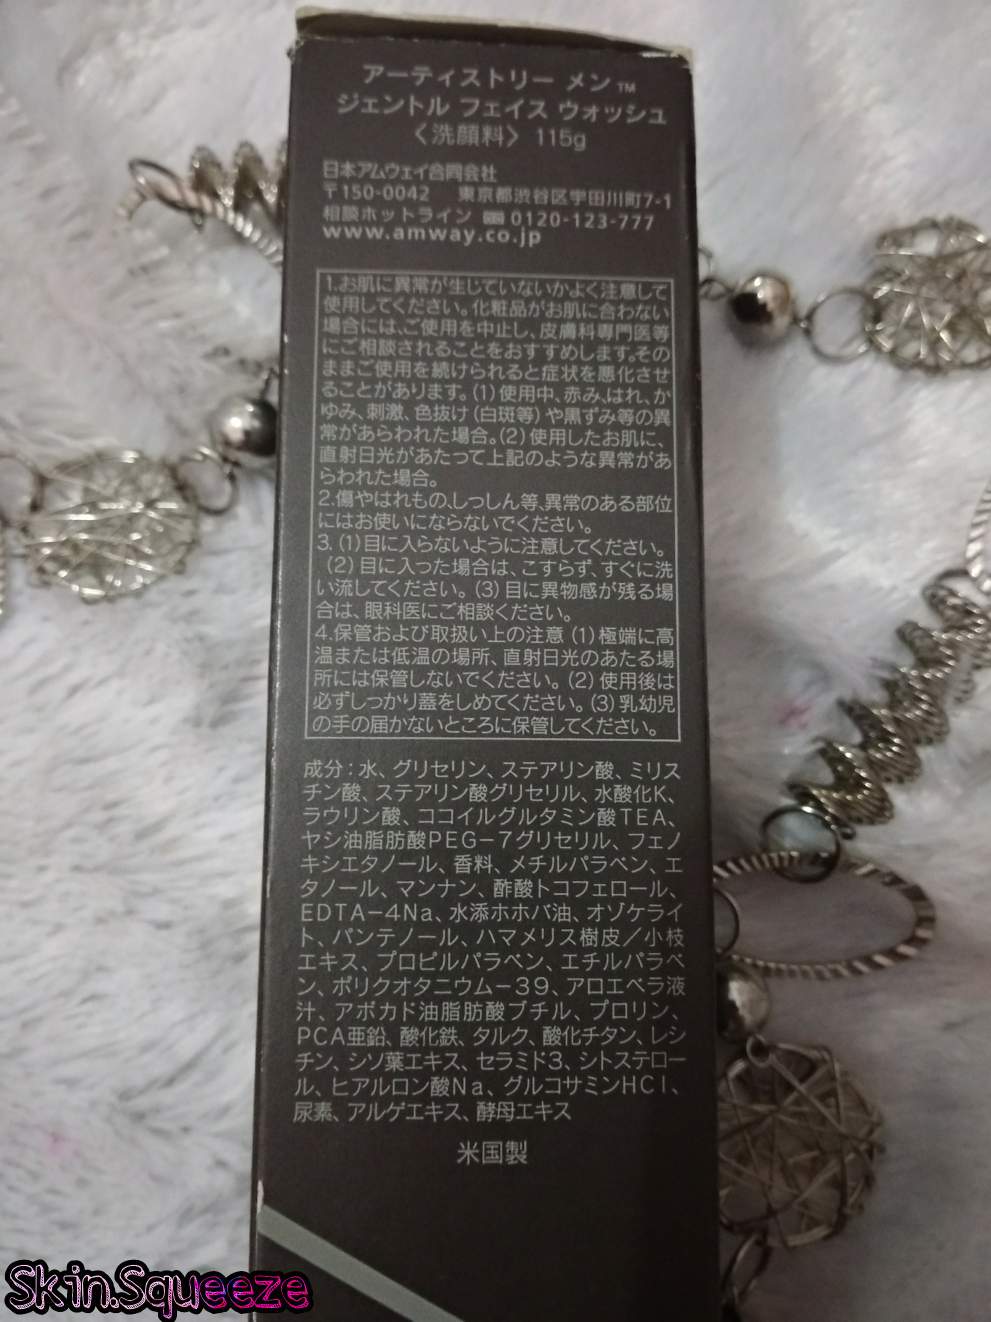 アーティストリー メン™
ジェントル フェイス ウォッシュ
〈洗顔料〉 115g
日本アムウェイ合同会社
〒150-0042 東京都渋谷区宇田川町7-1
相談ホットライン 0120-123-777
www.amway.co.jp
1.お肌に異常が生じていないかよく注意して
使用してください。化粧品がお肌に合わない
場合には、ご使用を中止し、皮膚科専門医等
にご相談されることをおすすめします。その
ままご使用を続けられると症状を悪化させ
ることがあります。(1)使用中、赤み、はれ、か
ゆみ、刺激、色抜け(白斑等)や黒ずみ等の異
常があらわれた場合。(2)使用したお肌に、
直射日光があたって上記のような異常があ
らわれた場合。
2.傷やはれもの、しっしん等、異常のある部位
にはお使いにならないでください。
3.(1)目に入らないように注意してください。
(2)目に入った場合は、こすらず、すぐに洗
い流してください。(3)目に異物感が残る場
合は、眼科医にご相談ください。
4.保管および取扱い上の注意(1)極端に高
温または低温の場所、直射日光のあたる場
所には保管しないでください。(2)使用後は
必ずしっかり蓋をしめてください。(3)乳幼児
の手の届かないところに保管してください。
成分:水、グリセリン、ステアリン酸、ミリス
チン酸、ステアリン酸グリセリル、水酸化K、
ラウリン酸、ココイルグルタミン酸TEA、
ヤシ油脂肪酸PEG-7グリセリル、フェノ
キシエタノール、香料、メチルパラベン、エ
タノール、マンナン、酢酸トコフェロール、
EDTA-4Na、水添ホホバ油、オゾケライ
ト、パンテノール、ハマメリス樹皮/小枝
エキス、プロピルパラベン、エチルパラベ
ン、ポリクオタニウム-39、アロエベラ液
汁、アボカド油脂肪酸ブチル、プロリン、
PCA亜鉛、酸化鉄、タルク、酸化チタン、レシ
チン、シソ葉エキス、セラミド3、シトステロー
ル、ヒアルロン酸Na、グルコサミンHCl、
尿素、アルゲエキス、酵母エキス
米国製
Skin.Squeeze